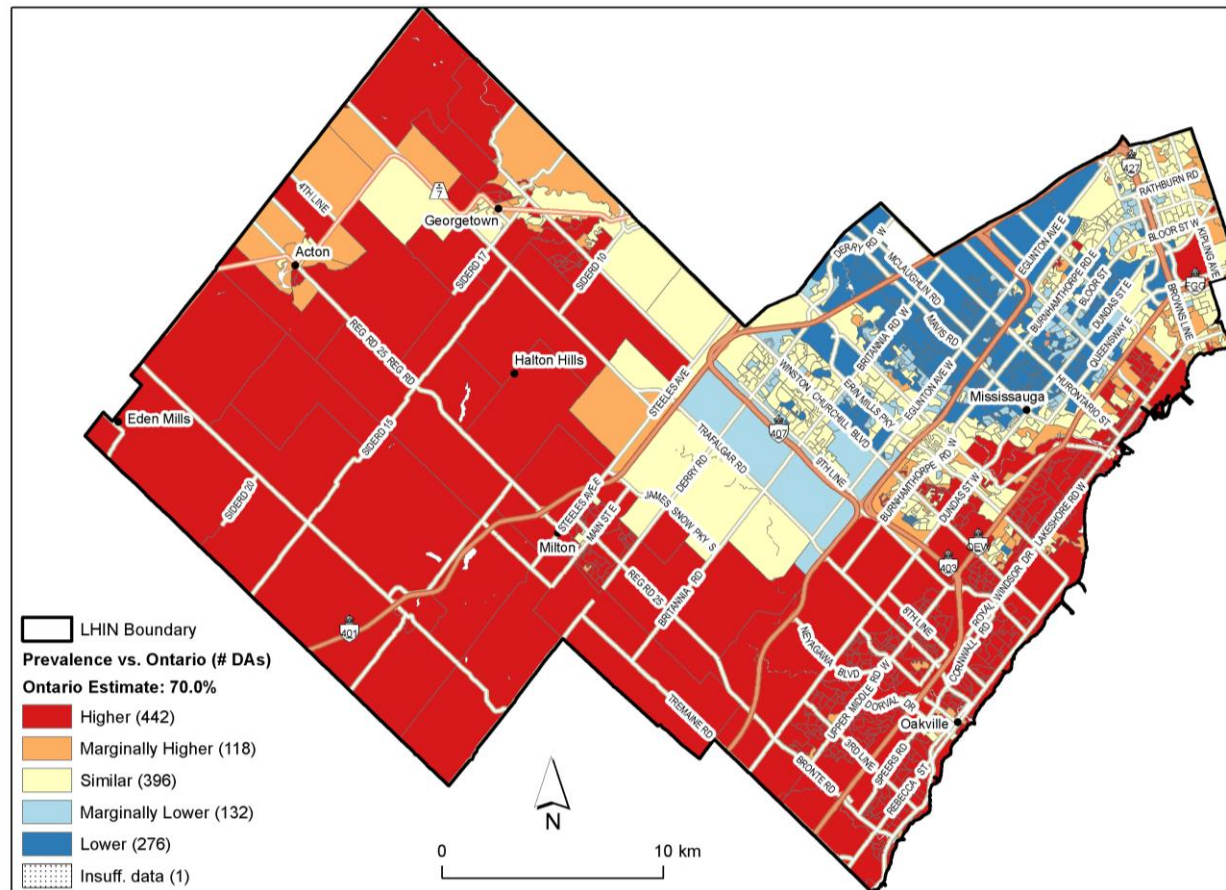 427
RATHBURN RD
DERRY RD W
EGLINTON AVE E
BLOOR ST W
4TH LINE
7
Georgetown
MCLAUGHLIN RD
BURNHAMTHORPE RD E
BLOOR ST
KIPLING AVE
Acton
SIDERD 17
SIDERD 10
MAVIS RD
BRITANNIA RD W
DUNDAS ST E
BROWNS LINE
QUEENSWAY E
REG RD 25 REG RD
Halton Hills
STEELES AVE
WINSTON CHURCHILL BLVD
ERIN MILLS PKY
EGLINTON AVE W
Mississauga
HURONTARIO ST
Eden Mills
SIDERD 15
TRAFALGAR RD
407
9TH LINE
DERRY RD
BURNHAMTHORPE RD W
DUNDAS ST W
LAKESHORE RD W
SIDERD 20
STEELES AVE E
MAIN ST E
JAMES SNOW PKY S
Milton
QEW
403
ROYAL WINDSOR DR
REG RD 25
BRITANNIA RD
8TH LINE
CORNWALL RD
401
NEYAGAWA BLVD
UPPER MIDDLE RD W
DORVAL DR
TREMAINE RD
Oakville
3RD LINE
SPEERS RD
BRONTE RD
REBECCA ST
LHIN Boundary
Prevalence vs. Ontario (# DAs)
Ontario Estimate: 70.0%
Higher (442)
Marginally Higher (118)
Similar (396)
Marginally Lower (132)
Lower (276)
Insuff. data (1)
N
0 10 km